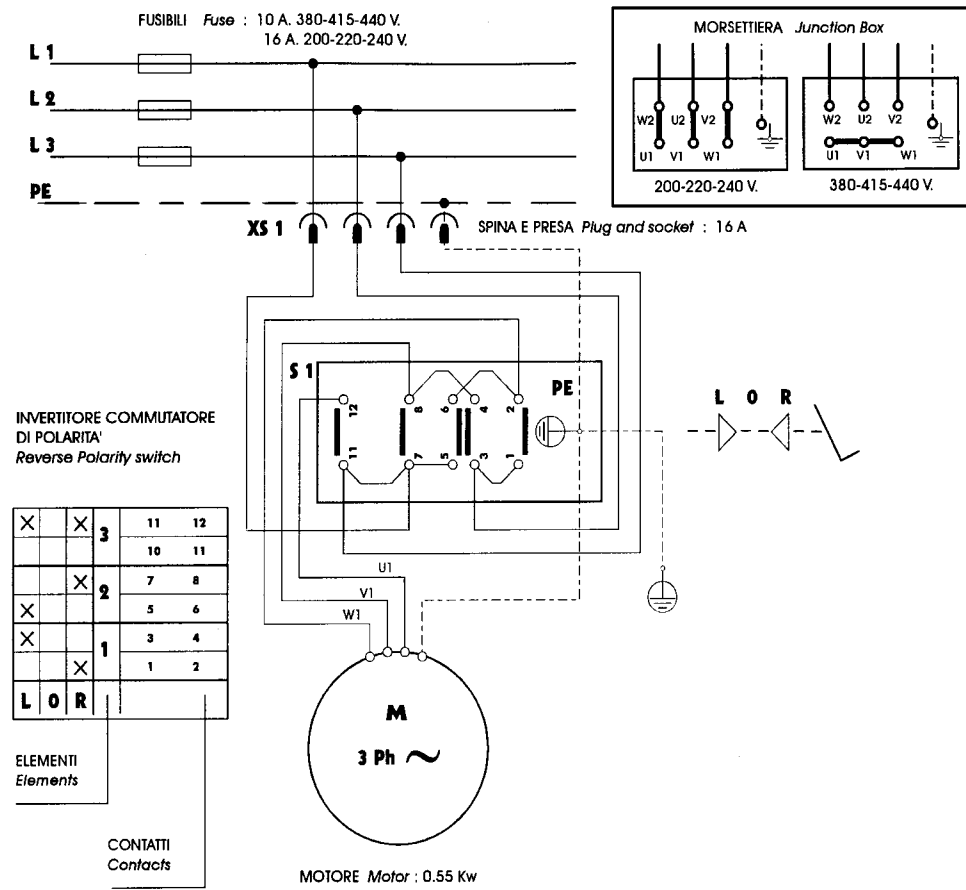 FUSIBILI Fuse : 10 A. 380-415-440 V.
16 A. 200-220-240 V.
L 1
L 2
L 3
PE
XS 1
SPINA E PRESA Plug and socket : 16 A
MORSETTIERA Junction Box
W2 U2 V2
U1 V1 W1
200-220-240 V.
W2 U2 V2
U1 V1 W1
380-415-440 V.
S 1
PE
12 8 6 4 2
11 7 5 3 1
L O R
INVERTITORE COMMUTATORE
DI POLARITA'
Reverse Polarity switch
X X 3 11 12
10 11
X 2 7 8
X 5 6
X 1 3 4
X 1 2
L O R
ELEMENTI
Elements
CONTATTI
Contacts
U1
V1
W1
M
3 Ph ~
MOTORE Motor : 0.55 Kw